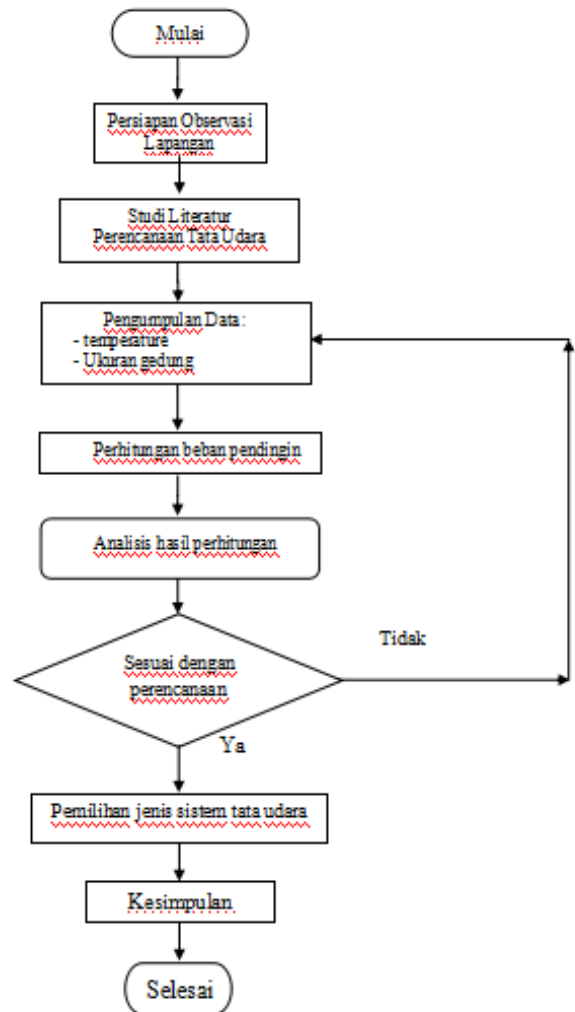 Mulai
Persiapan Observasi
Lapangan
Studi Literatur
Perencanaan Tata Udara
Pengumpulan Data :
- temperature
- Ukuran gedung
Perhitungan beban pendingin
Analisis hasil perhitungan
Sesuai dengan
perencanaan
Tidak
Ya
Pemilihan jenis sistem tata udara
Kesimpulan
Selesai